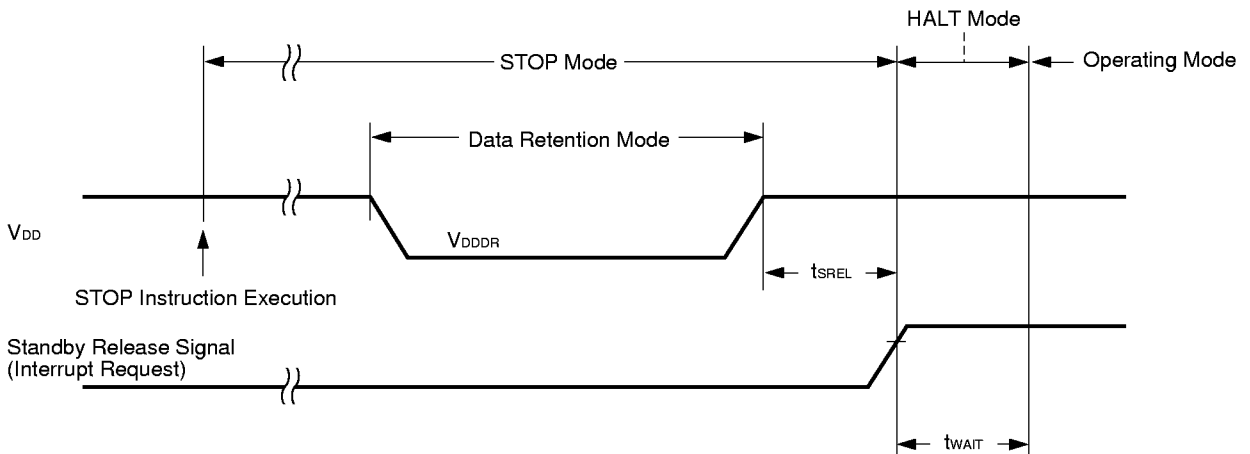 HALT Mode
STOP Mode
Operating Mode
Data Retention Mode
VDD
VDDDR
tSREL
STOP Instruction Execution
Standby Release Signal
(Interrupt Request)
tWAIT